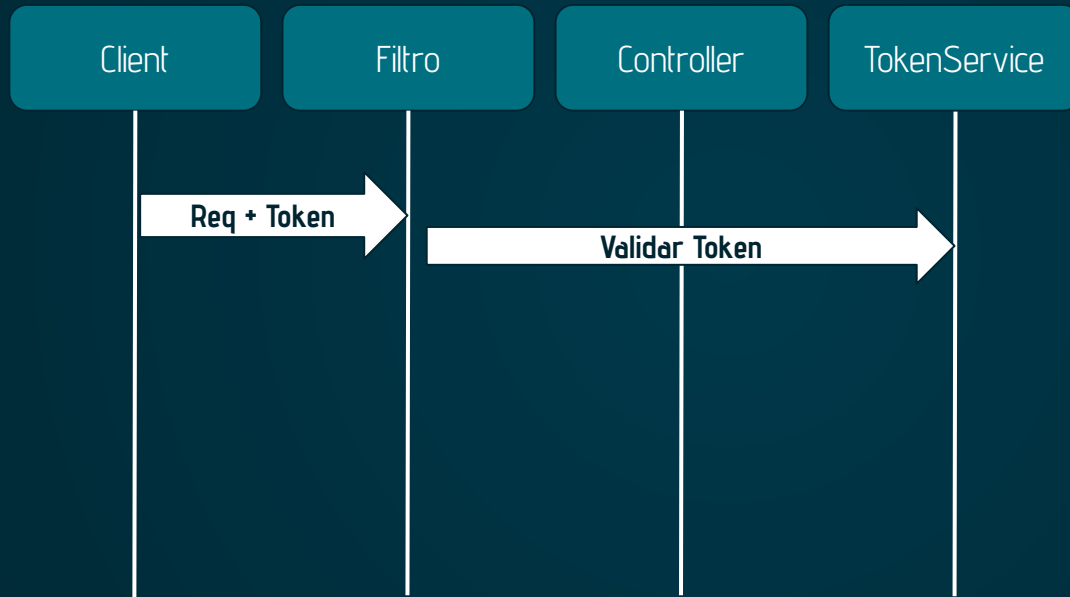 Client
Filtro
Controller
TokenService
Req + Token
Validar Token